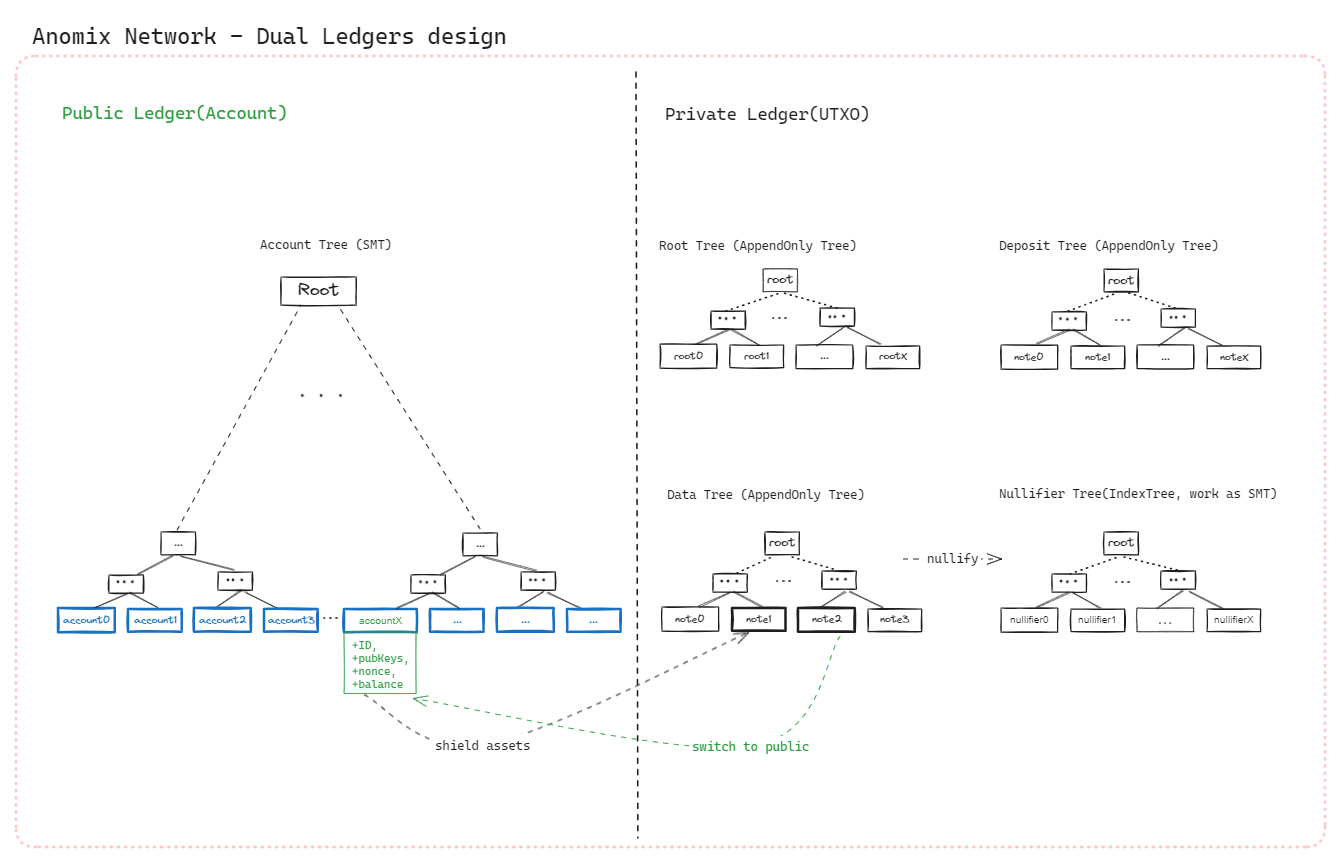 Anomix Network - Dual Ledgers design
Public Ledger(Account)
Private Ledger(UTXO)
Account Tree (SMT)
Root
. . .
...
...
...
...
...
...
account0
account1
account2
account3
...
accountX
...
...
...
+ID,
+pubKeys,
+nonce,
+balance
Root Tree (AppendOnly Tree)
root
...
...
...
root0
root1
...
rootX
Deposit Tree (AppendOnly Tree)
root
...
...
...
note0
note1
...
noteX
Data Tree (AppendOnly Tree)
root
...
...
...
note0
note1
note2
note3
nullify
Nullifier Tree(IndexTree, work as SMT)
root
...
...
...
nullifier0
nullifier1
...
nullifierX
shield assets
switch to public